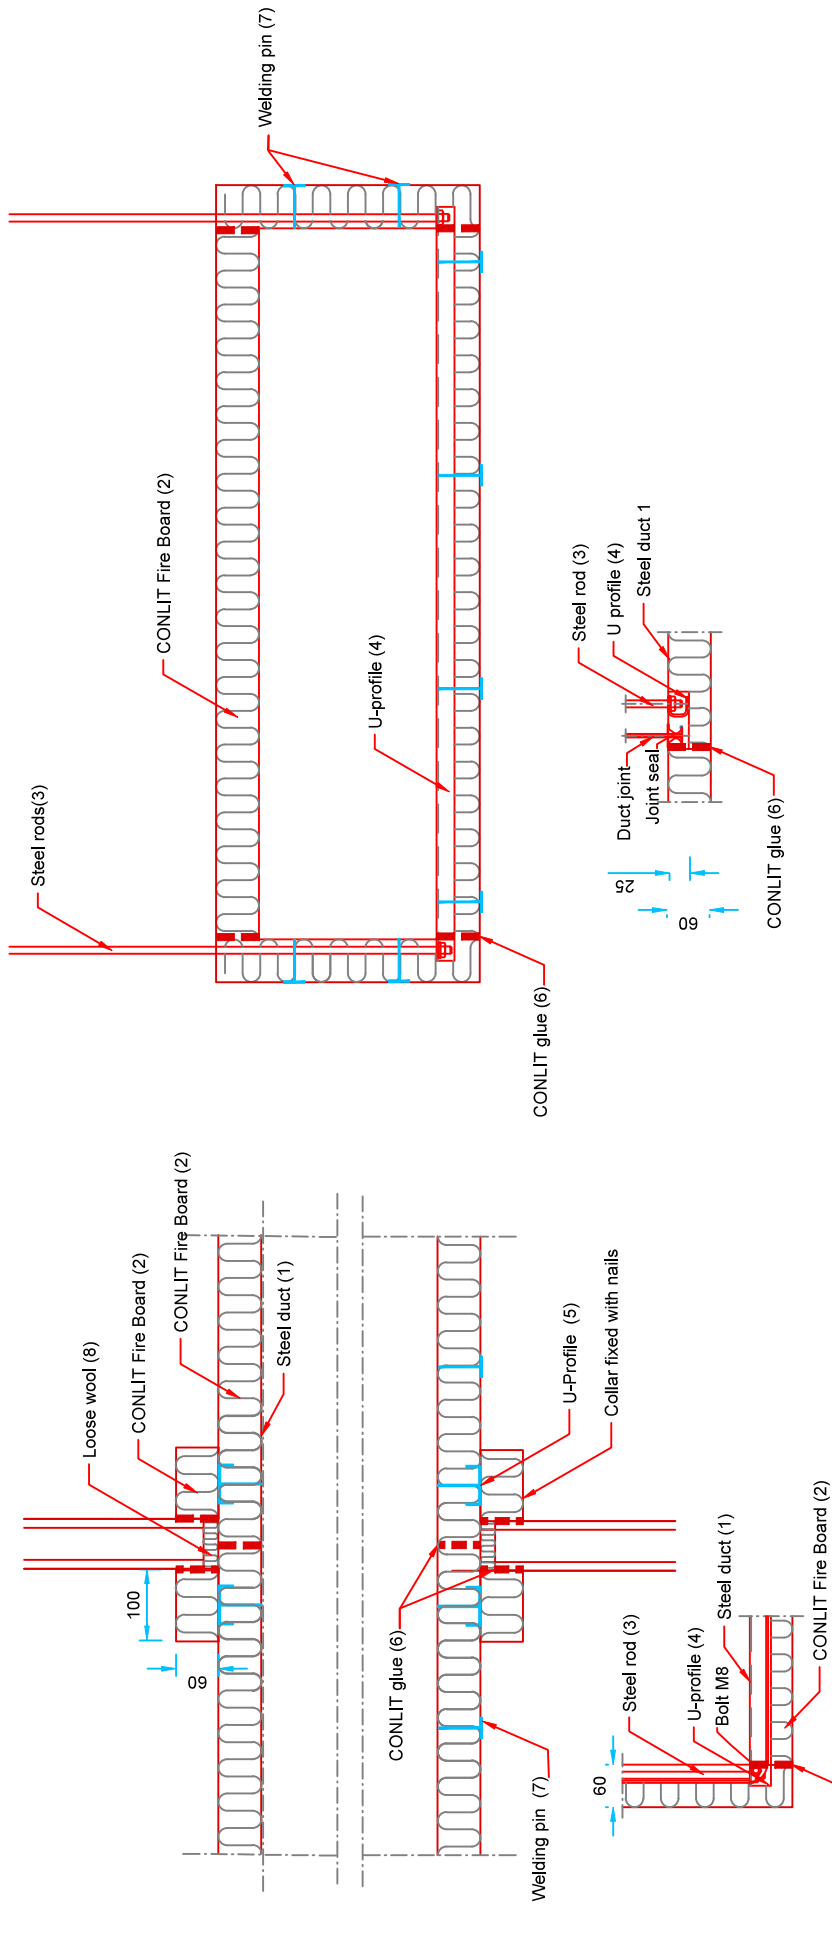 Welding pin (7)
CONLIT Fire Board (2)
Steel rods(3)
U-profile (4)
CONLIT glue (6)
Steel rod (3)
U profile (4)
Steel duct 1
Duct joint
Joint seal
25
60
CONLIT glue (6)
Loose wool (8)
CONLIT Fire Board (2)
CONLIT Fire Board (2)
Steel duct (1)
100
60
U-Profile (5)
Collar fixed with nails
CONLIT glue (6)
Welding pin (7)
Steel rod (3)
U-profile (4)
Bolt M8
Steel duct (1)
CONLIT Fire Board (2)
60